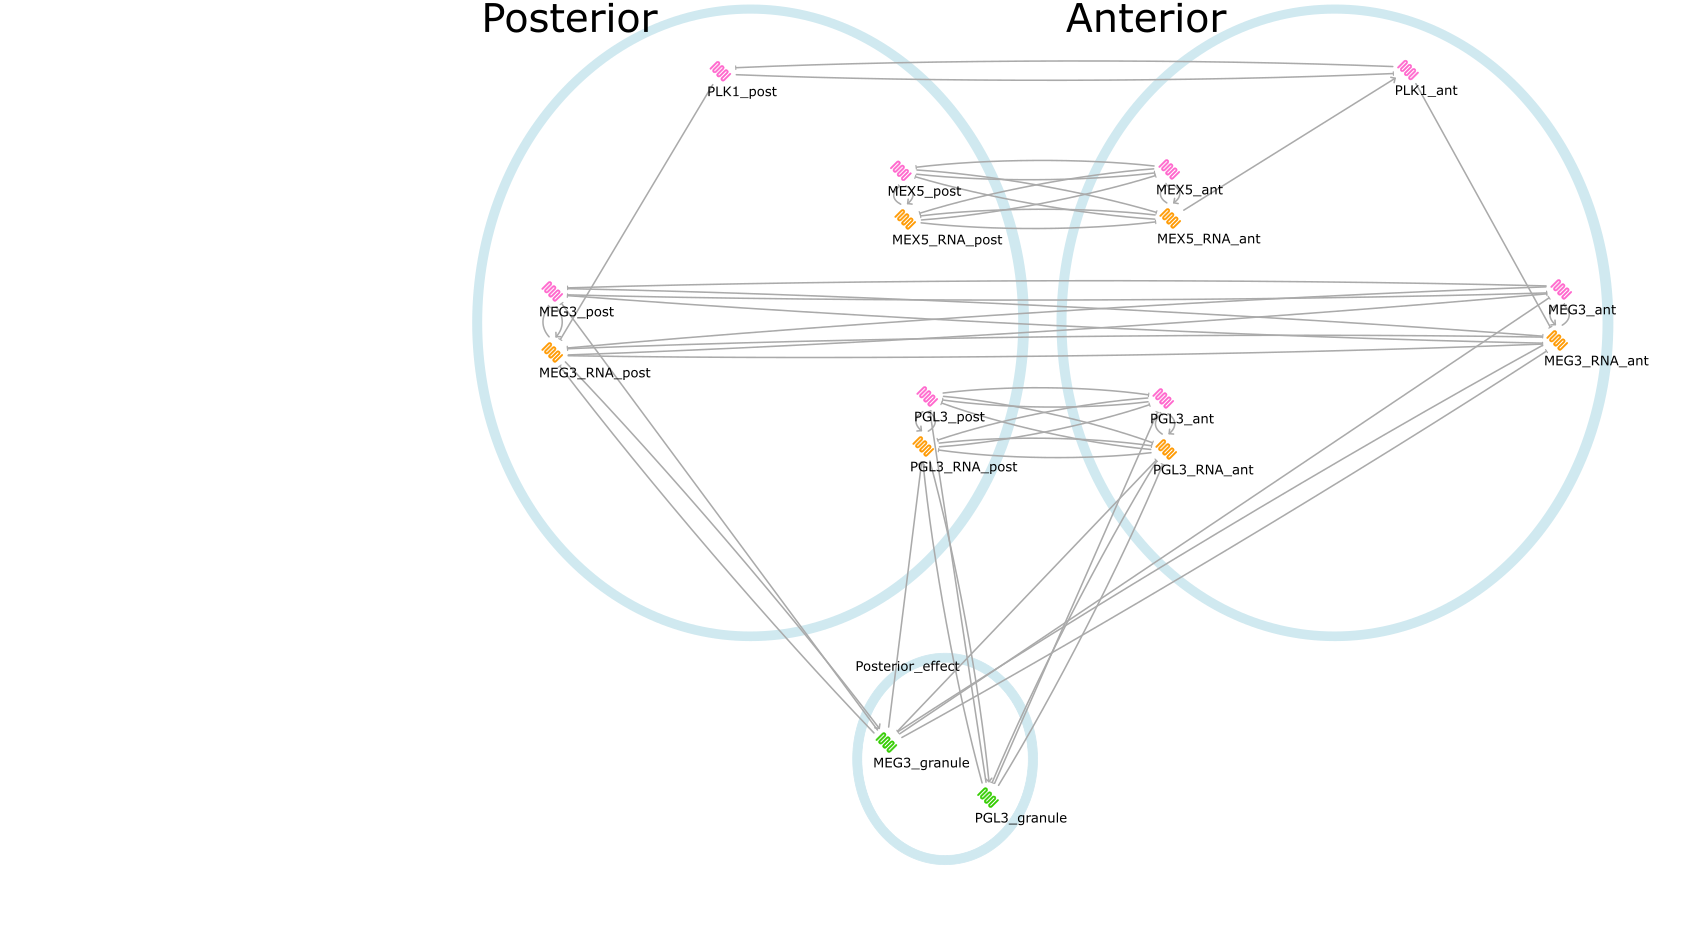 Posterior
Anterior
PLK1_post
PLK1_ant
MEX5_post
MEX5_ant
MEX5_RNA_post
MEX5_RNA_ant
MEG3_post
MEG3_ant
MEG3_RNA_post
MEG3_RNA_ant
PGL3_post
PGL3_ant
PGL3_RNA_post
PGL3_RNA_ant
Posterior_effect
MEG3_granule
PGL3_granule